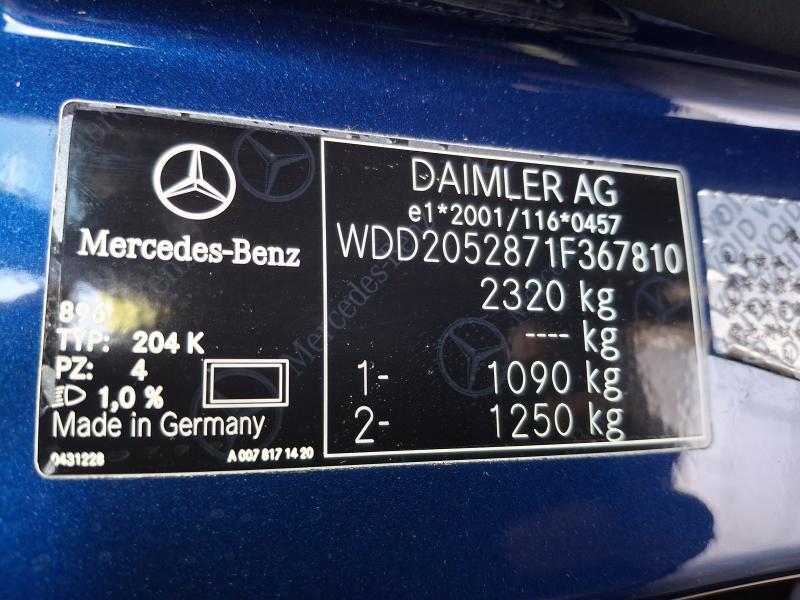 Mercedes-Benz
896
TYP: 204 K
PZ: 4
1,0 %
Made in Germany
0431228
A 007 817 14 20
DAIMLER AG
e1*2001/116*0457
WDD2052871F367810
2320 kg
---- kg
1- 1090 kg
2- 1250 kg
VOID